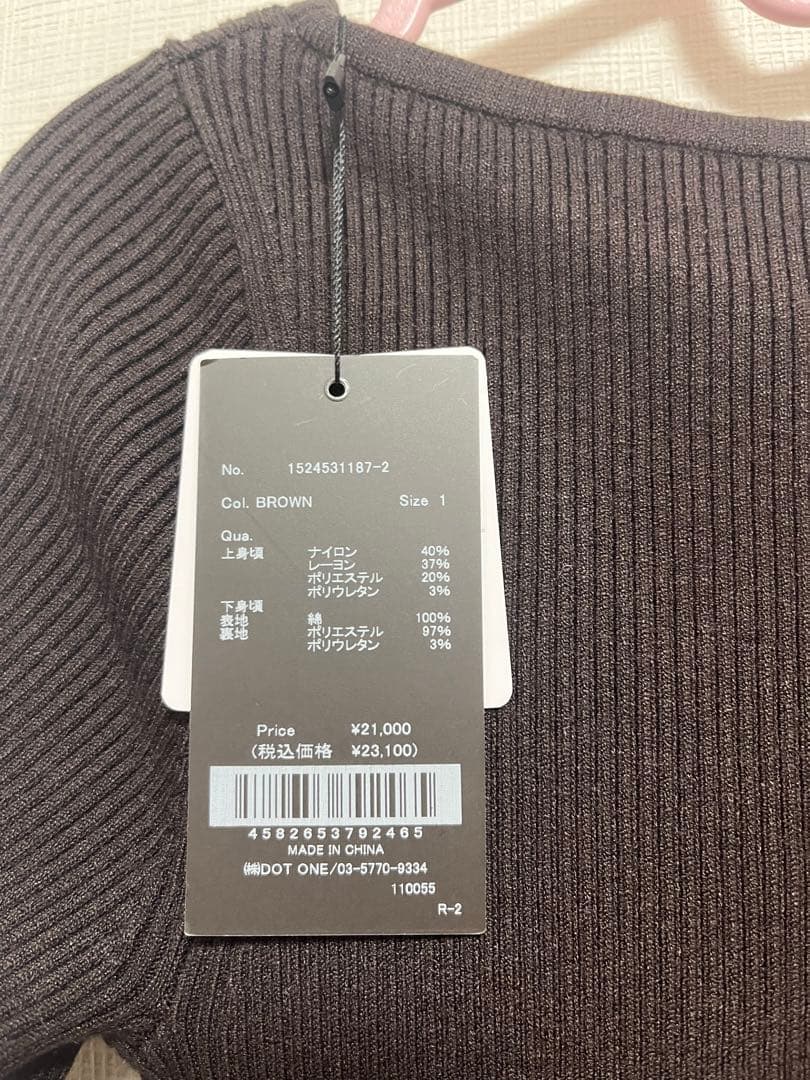 No. 1524531187-2
Col. BROWN Size 1
Qua.
上身頃 ナイロン 40%
レーヨン 37%
ポリエステル 20%
ポリウレタン 3%
下身頃
表地 綿 100%
裏地 ポリエステル 97%
ポリウレタン 3%
Price ¥21,000
(税込価格 ¥23,100)
4582653792465
MADE IN CHINA
㈱DOT ONE/03-5770-9334
110055
R-2